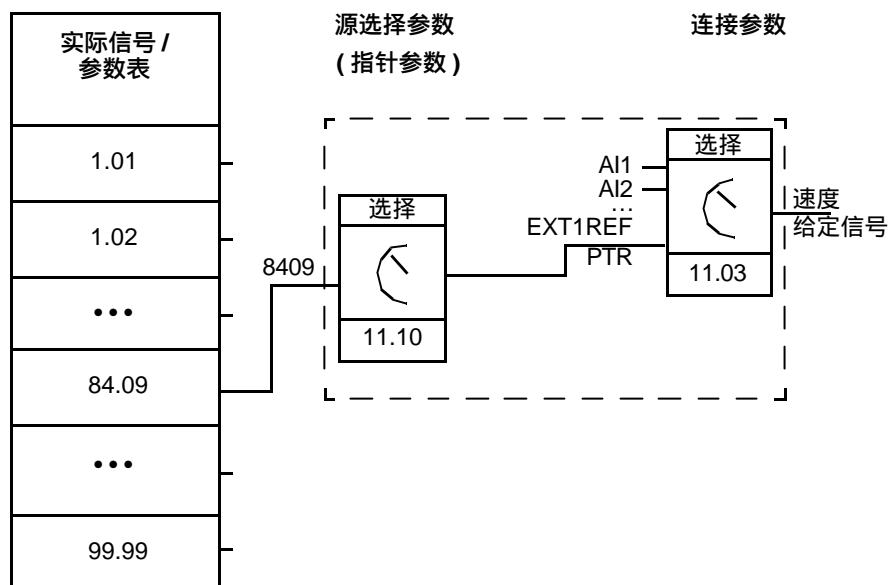 实际信号 /
参数表
1.01
1.02
•••
84.09
•••
99.99
源选择参数
( 指针参数 )
8409
选择
11.10
连接参数
AI1
AI2
…
EXT1REF
PTR
选择
11.03
速度
给定信号